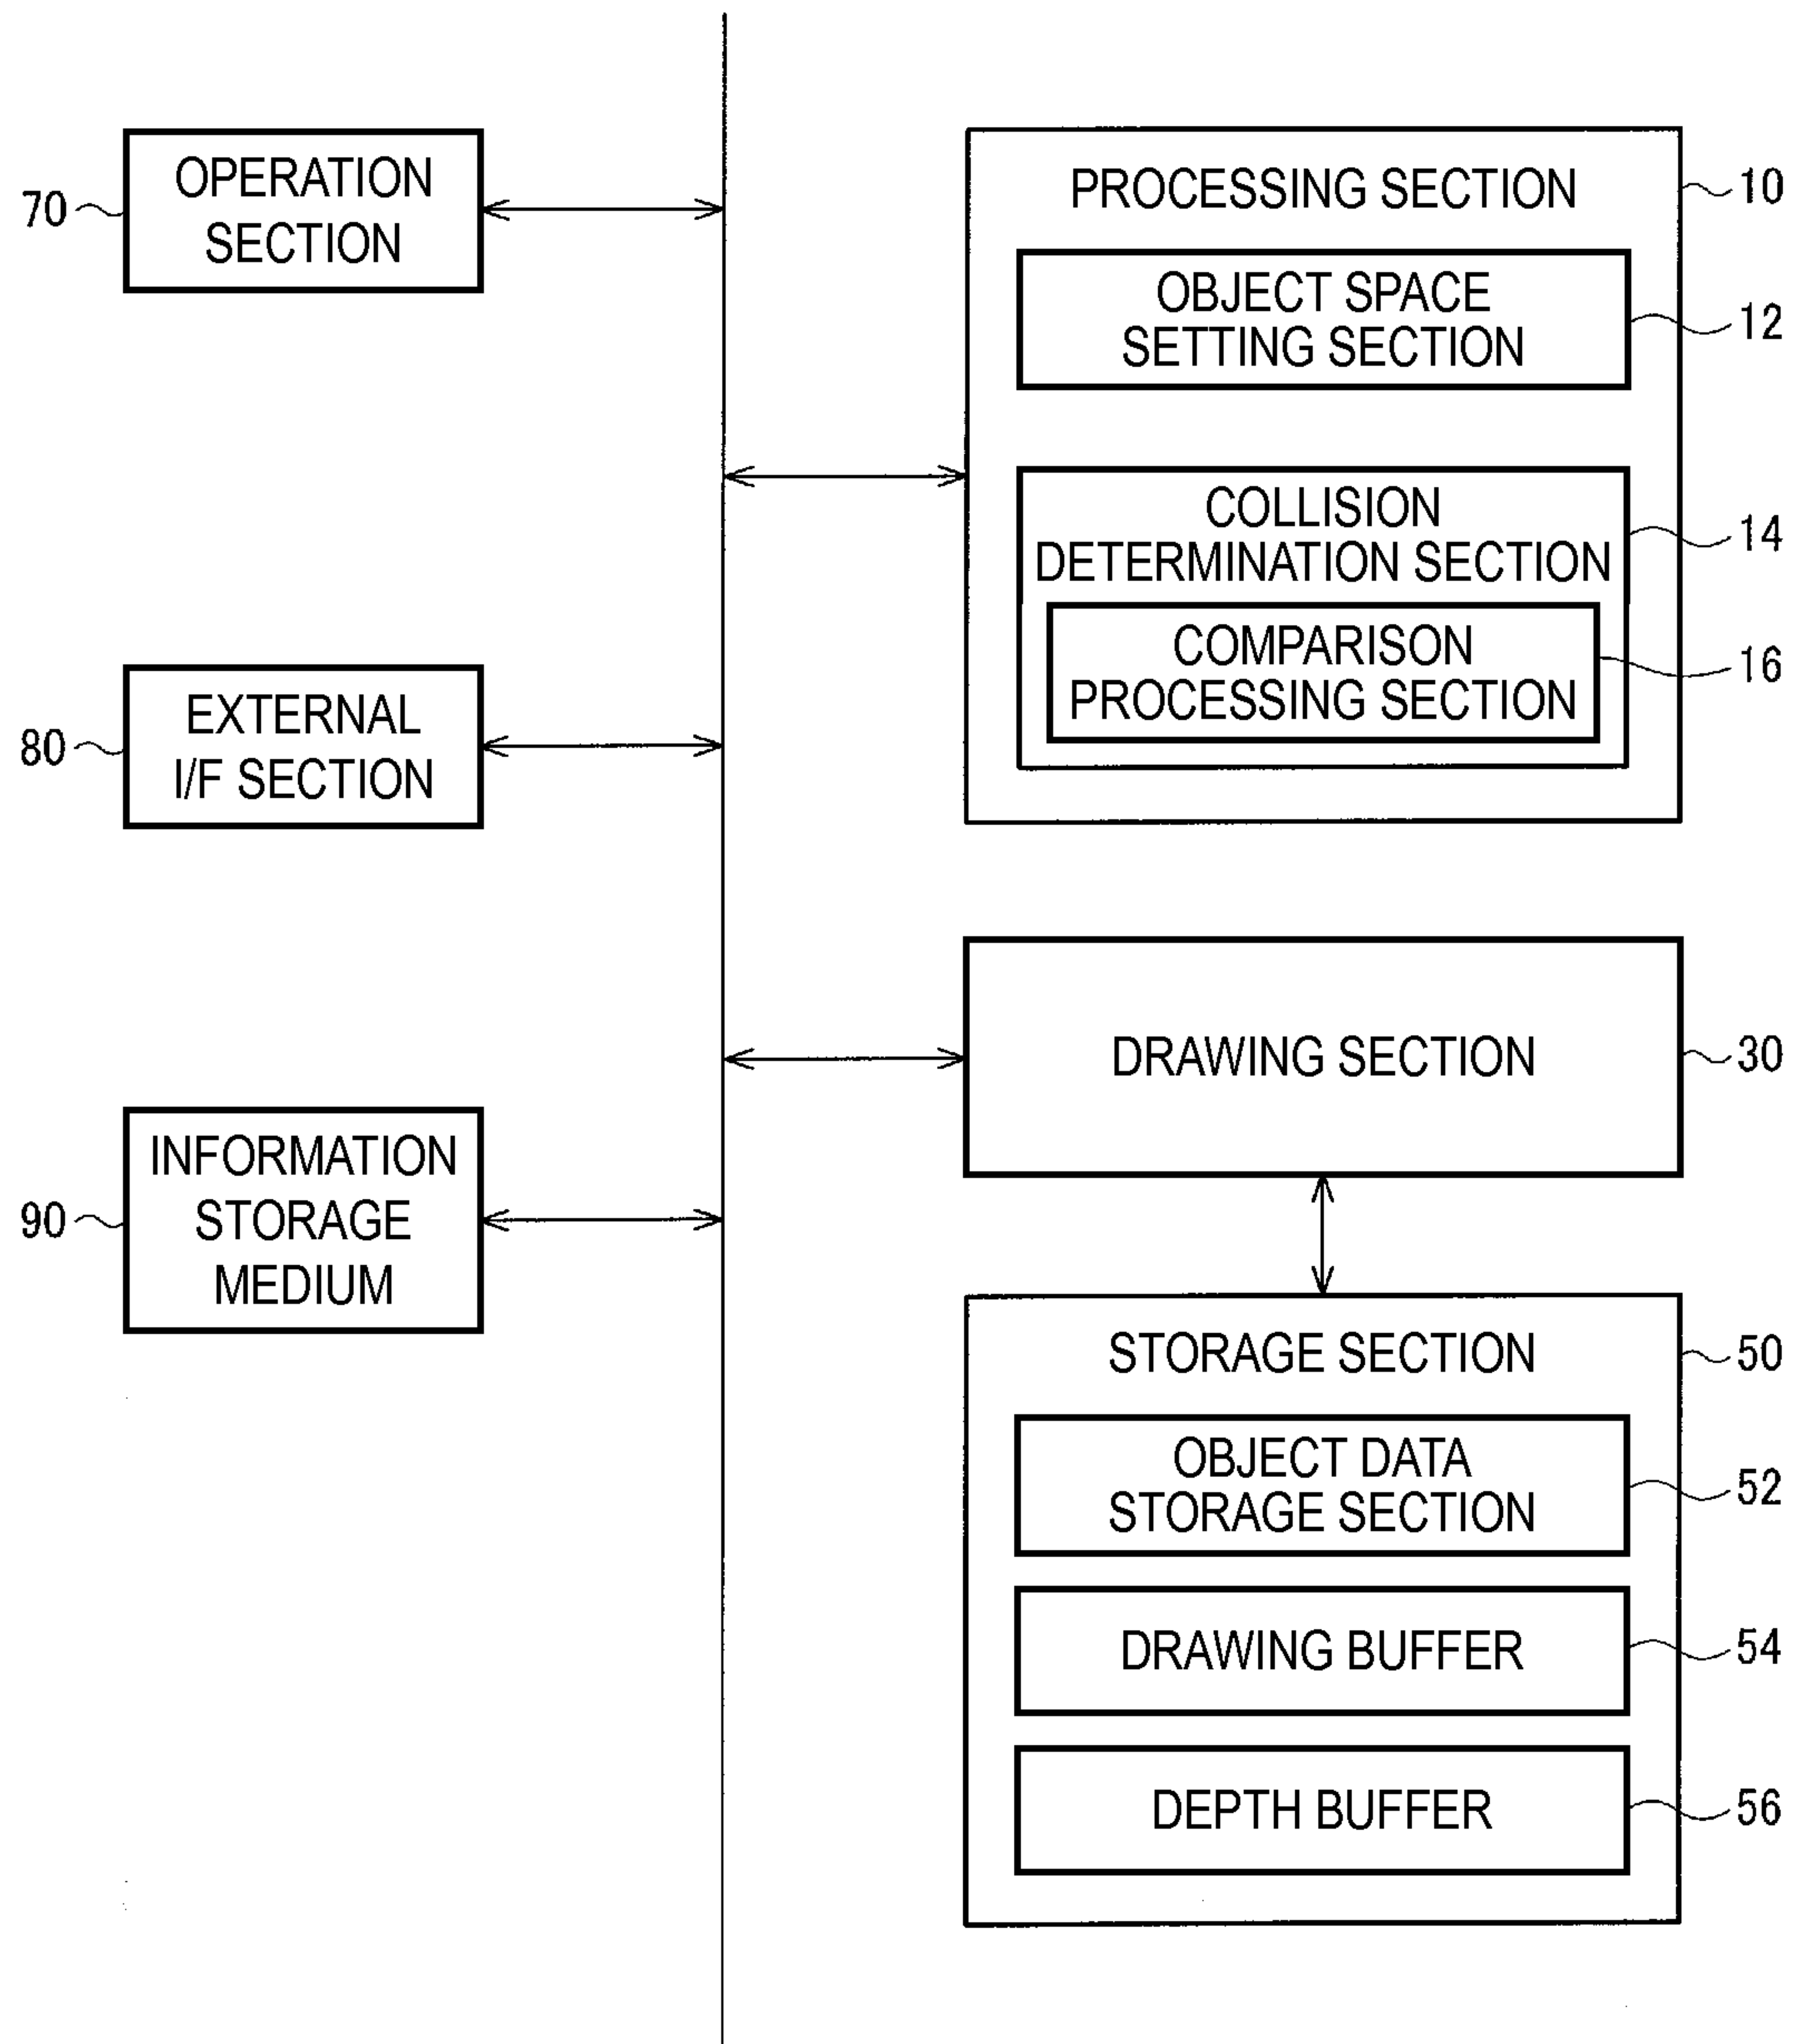 OPERATION
SECTION
70
PROCESSING SECTION
10
OBJECT SPACE
SETTING SECTION
12
COLLISION
DETERMINATION SECTION
14
COMPARISON
PROCESSING SECTION
16
EXTERNAL
I/F SECTION
80
DRAWING SECTION
30
INFORMATION
STORAGE
MEDIUM
90
STORAGE SECTION
50
OBJECT DATA
STORAGE SECTION
52
DRAWING BUFFER
54
DEPTH BUFFER
56